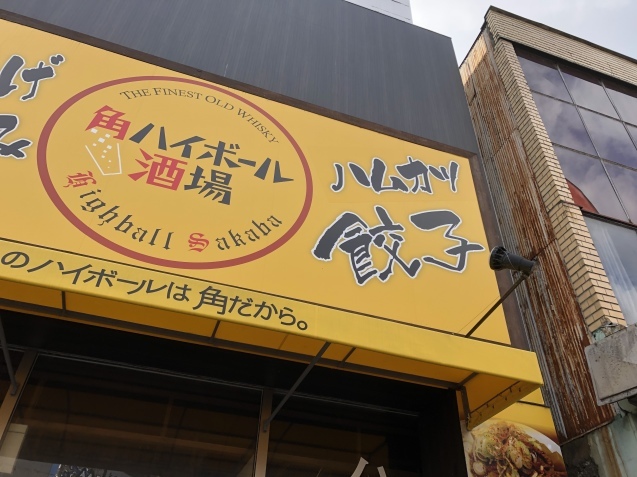 げ
THE FINEST OLD WHISKY
角ハイボール
酒場
Highball Sakaba
ハムカツ
餃子
のハイボールは角だから。